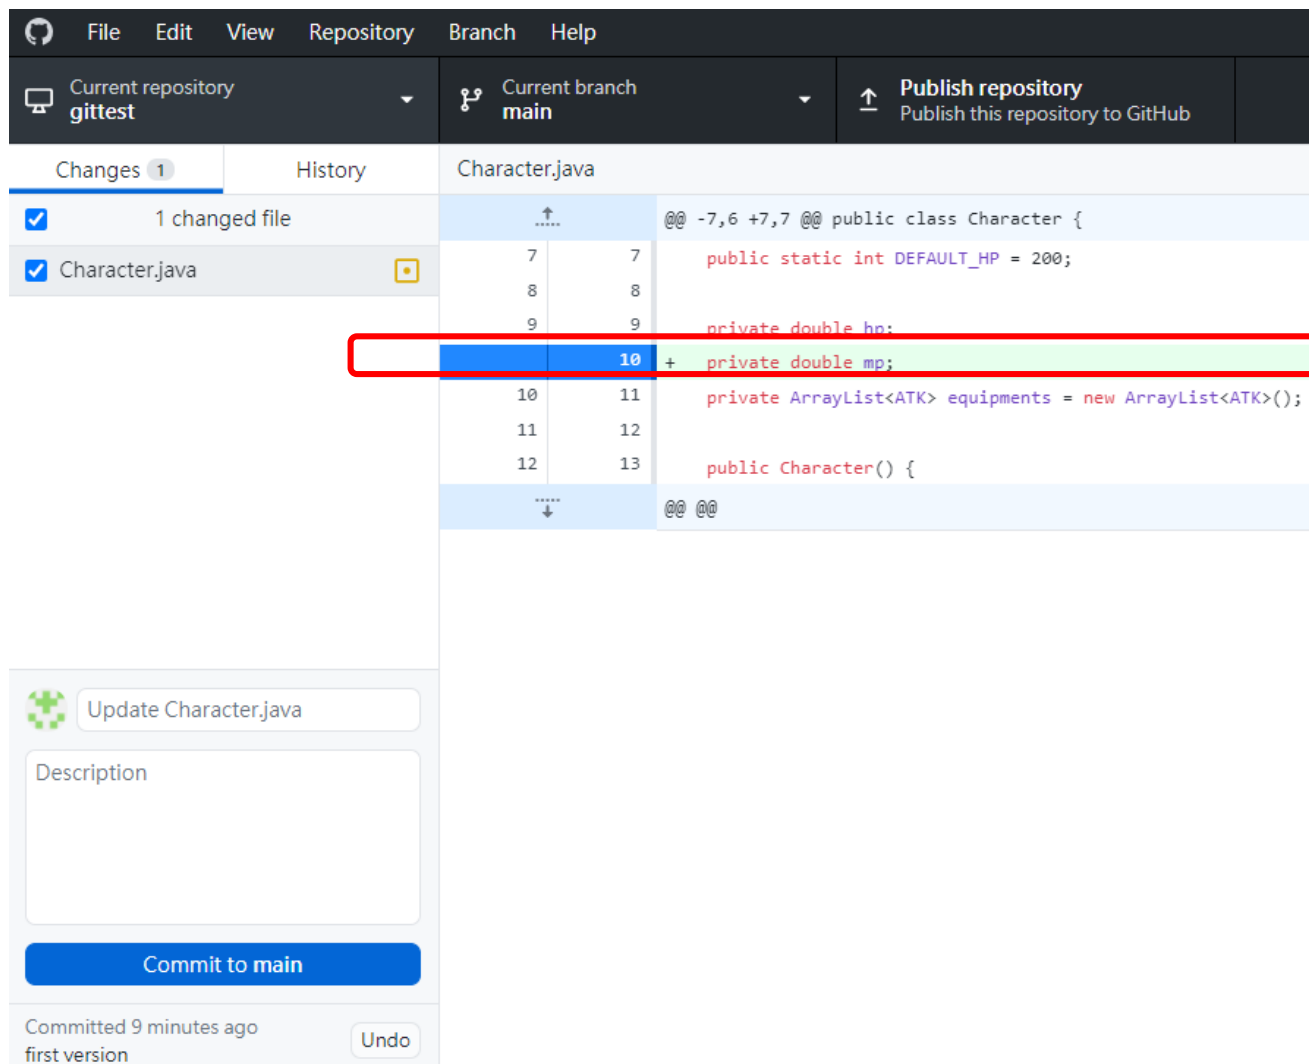 File Edit View Repository Branch Help
Current repository
gittest
Current branch
main
Publish repository
Publish this repository to GitHub
Changes 1
History
Character.java
1 changed file
Character.java
@@ -7,6 +7,7 @@ public class Character {
7 7 public static int DEFAULT_HP = 200;
8 8
9 9 private double hp;
10 + private double mp;
10 11 private ArrayList<ATK> equipments = new ArrayList<ATK>();
11 12
12 13 public Character() {
@@ @@
Update Character.java
Description
Commit to main
Committed 9 minutes ago
first version
Undo